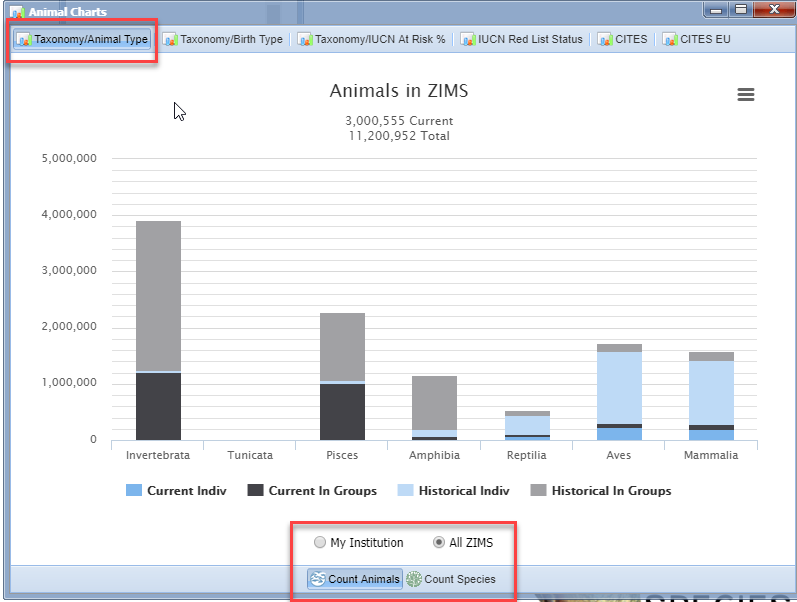 Animal Charts
Taxonomy/Animal Type Taxonomy/Birth Type Taxonomy/IUCN At Risk % IUCN Red List Status CITES CITES EU
Animals in ZIMS
3,000,555 Current
11,200,952 Total
5,000,000
4,000,000
3,000,000
2,000,000
1,000,000
0
Invertebrata Tunicata Pisces Amphibia Reptilia Aves Mammalia
Current Indiv Current In Groups Historical Indiv Historical In Groups
My Institution All ZIMS
Count Animals Count Species
SPECIES